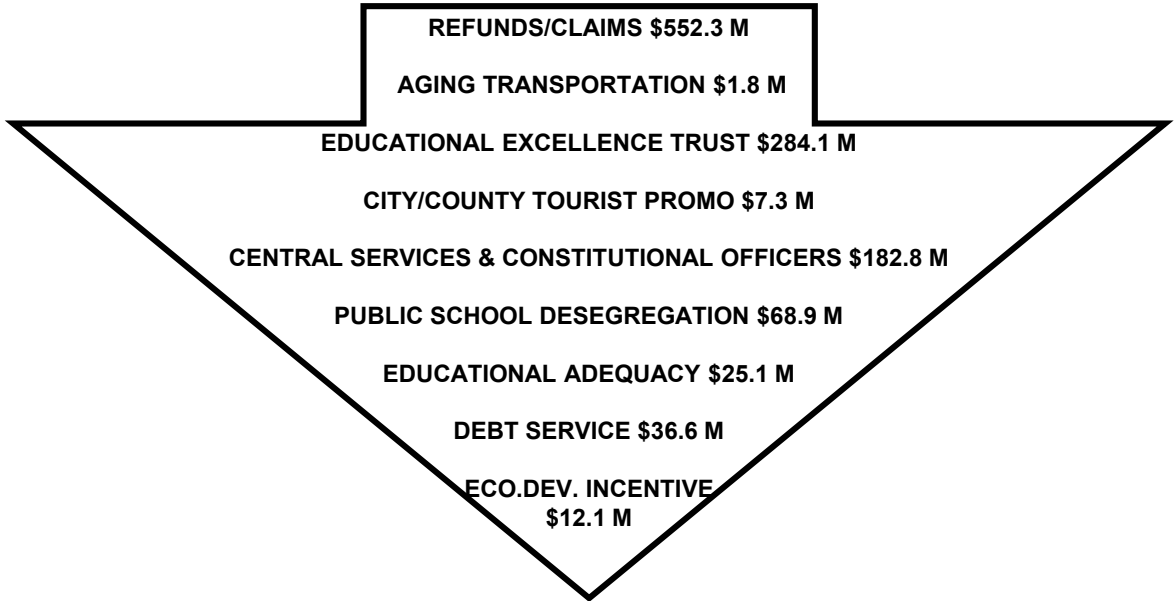 REFUNDS/CLAIMS $552.3 M
AGING TRANSPORTATION $1.8 M
EDUCATIONAL EXCELLENCE TRUST $284.1 M
CITY/COUNTY TOURIST PROMO $7.3 M
CENTRAL SERVICES & CONSTITUTIONAL OFFICERS $182.8 M
PUBLIC SCHOOL DESEGREGATION $68.9 M
EDUCATIONAL ADEQUACY $25.1 M
DEBT SERVICE $36.6 M
ECO.DEV. INCENTIVE
$12.1 M